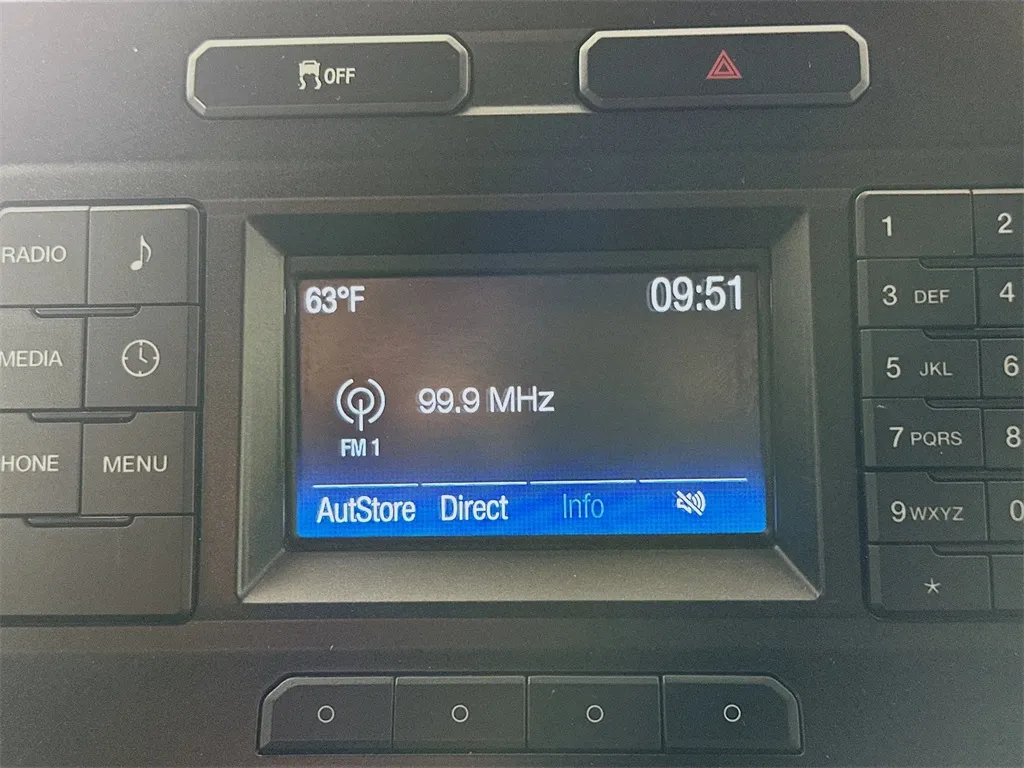 OFF
RADIO
MEDIA
HONE
MENU
63°F
09:51
99.9 MHz
FM 1
AutStore
Direct
Info
1
2
3 DEF
4
5 JKL
6
7 PQRS
8
9 WXYZ
0
*